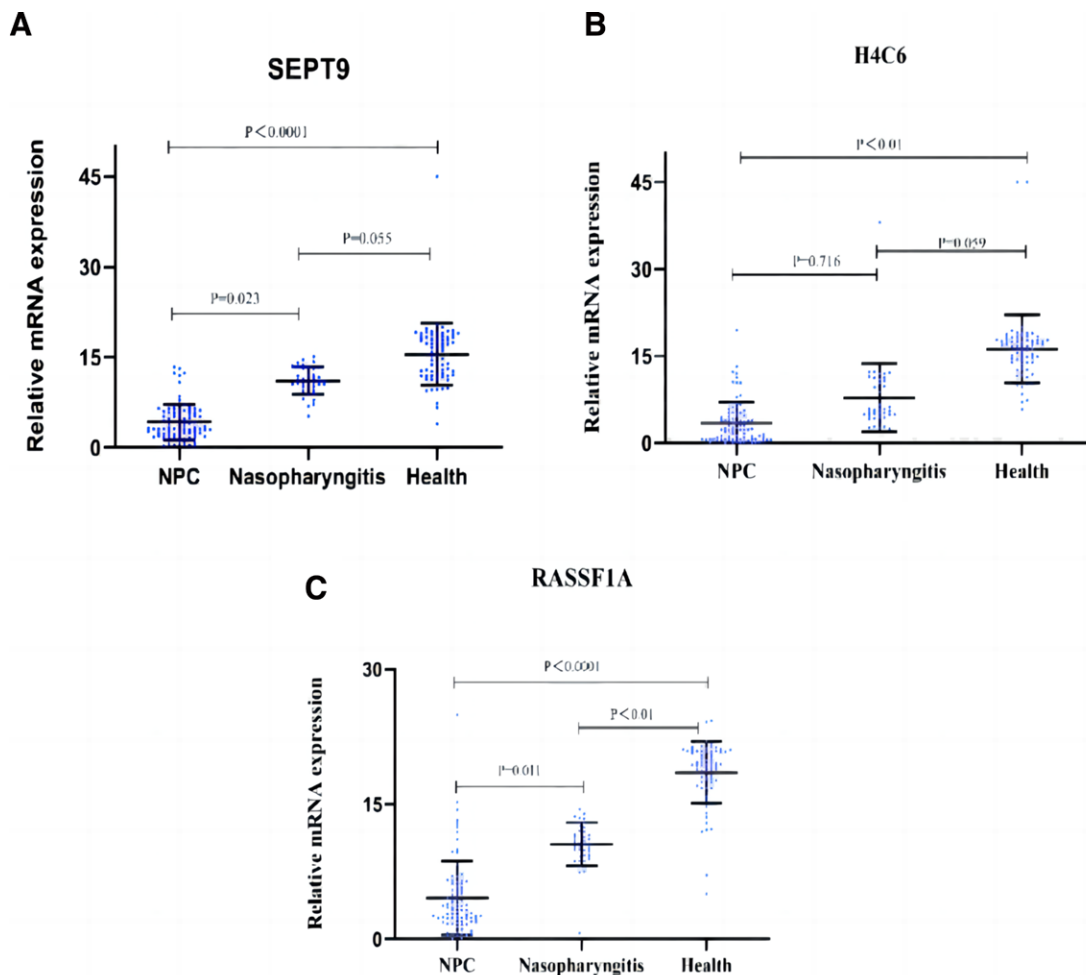 A
SEPT9
P<0.0001
P=0.055
P=0.023
Relative mRNA expression
45
30
15
0
NPC Nasopharyngitis Health
B
H4C6
P<0.01
P=0.059
P=0.716
Relative mRNA expression
45
30
15
0
NPC Nasopharyngitis Health
C
RASSF1A
P<0.0001
P<0.01
P=0.011
Relative mRNA expression
30
15
0
NPC Nasopharyngitis Health